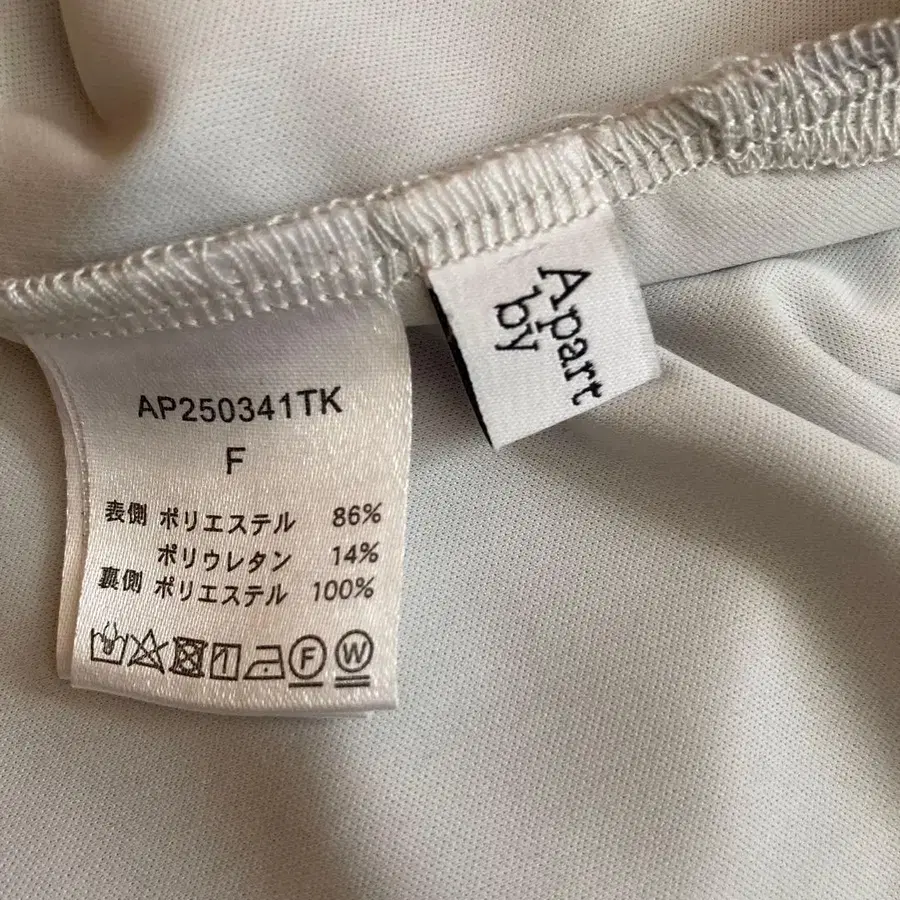 AP250341TK
F
表側 ポリエステル 86%
ポリウレタン 14%
裏側 ポリエステル 100%
F W
Apart
by